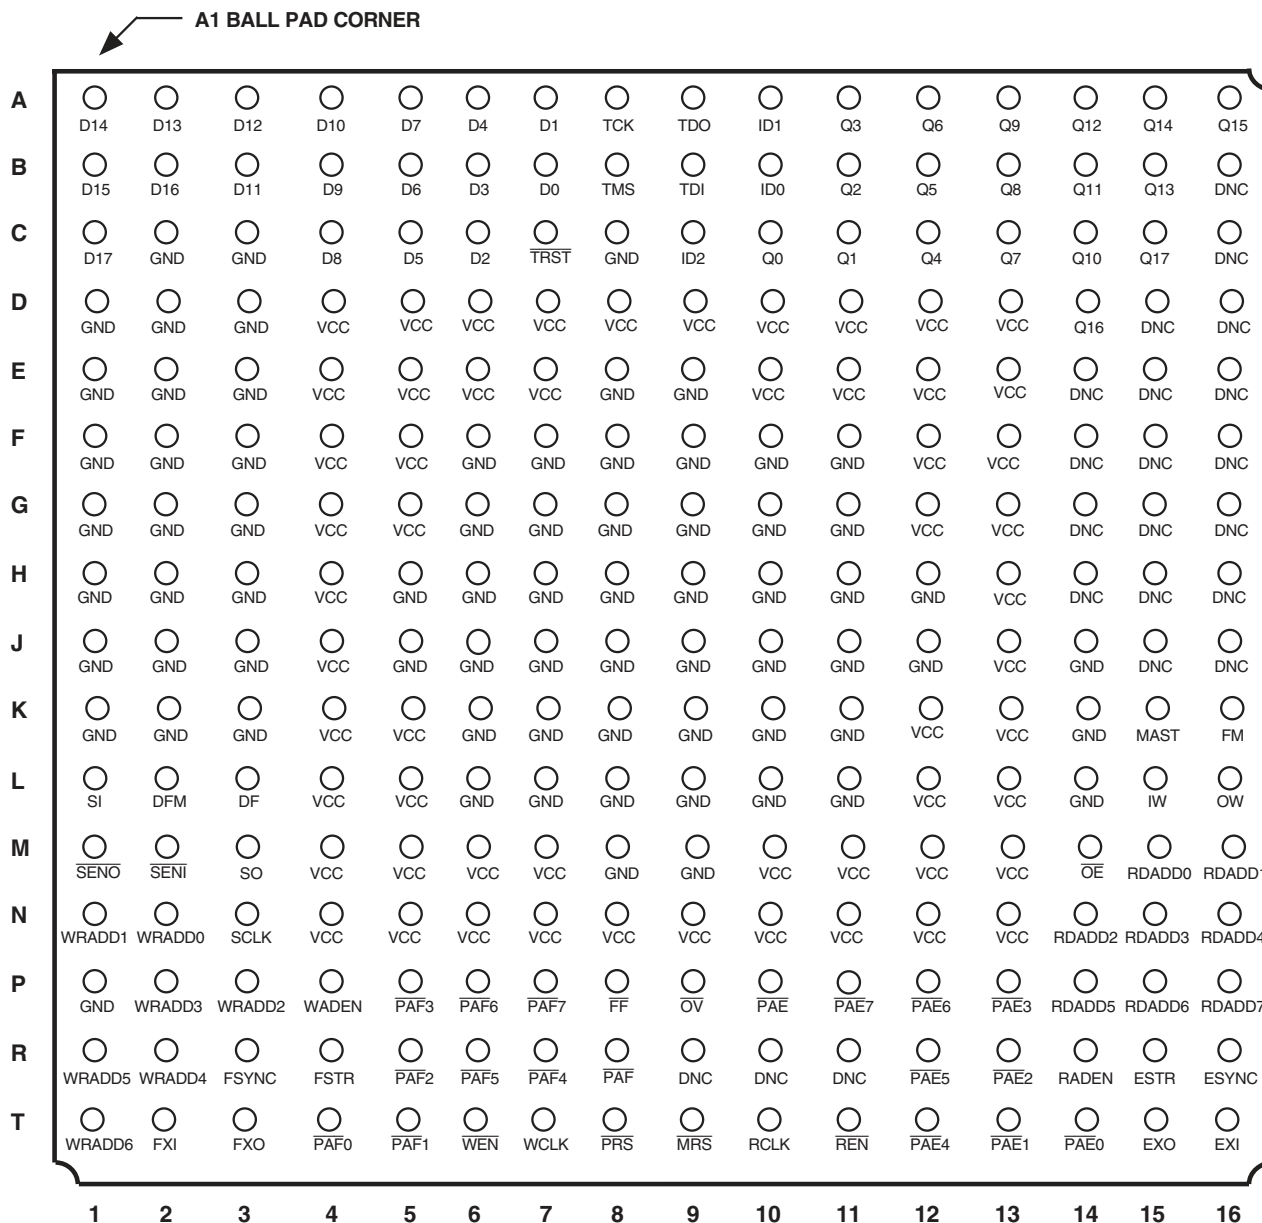 A1 BALL PAD CORNER
A
D14 D13 D12 D10 D7 D4 D1 TCK TDO ID1 Q3 Q6 Q9 Q12 Q14 Q15
B
D15 D16 D11 D9 D6 D3 D0 TMS TDI ID0 Q2 Q5 Q8 Q11 Q13 DNC
C
D17 GND GND D8 D5 D2 TRST GND ID2 Q0 Q1 Q4 Q7 Q10 Q17 DNC
D
GND GND GND VCC VCC VCC VCC VCC VCC VCC VCC VCC VCC Q16 DNC DNC
E
GND GND GND VCC VCC VCC VCC GND GND VCC VCC VCC VCC DNC DNC DNC
F
GND GND GND VCC VCC GND GND GND GND GND GND VCC VCC DNC DNC DNC
G
GND GND GND VCC VCC GND GND GND GND GND GND VCC VCC DNC DNC DNC
H
GND GND GND VCC GND GND GND GND GND GND GND GND VCC DNC DNC DNC
J
GND GND GND VCC GND GND GND GND GND GND GND GND VCC GND DNC DNC
K
GND GND GND VCC VCC GND GND GND GND GND GND VCC VCC GND MAST FM
L
SI DFM DF VCC VCC GND GND GND GND GND GND VCC VCC GND IW OW
M
SENO SENI SO VCC VCC VCC VCC GND GND VCC VCC VCC VCC OE RDADD0 RDADD1
N
WRADD1 WRADD0 SCLK VCC VCC VCC VCC VCC VCC VCC VCC VCC VCC RDADD2 RDADD3 RDADD4
P
GND WRADD3 WRADD2 WADEN PAF3 PAF6 PAF7 FF OV PAE PAE7 PAE6 PAE3 RDADD5 RDADD6 RDADD7
R
WRADD5 WRADD4 FSYNC FSTR PAF2 PAF5 PAF4 PAF DNC DNC DNC PAE5 PAE2 RADEN ESTR ESYNC
T
WRADD6 FXI FXO PAF0 PAF1 WEN WCLK PRS MRS RCLK REN PAE4 PAE1 PAE0 EXO EXI
1 2 3 4 5 6 7 8 9 10 11 12 13 14 15 16